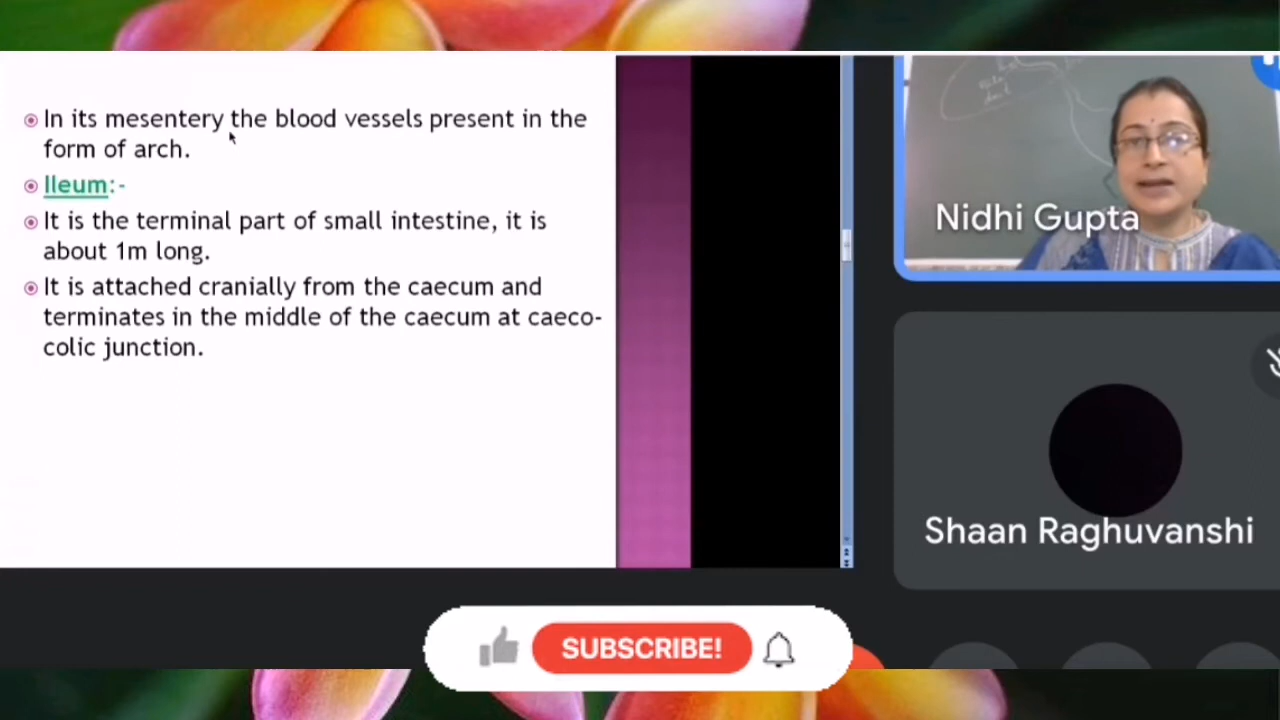 In its mesentery the blood vessels present in the
form of arch.
Ileum:-
It is the terminal part of small intestine, it is
about 1m long.
It is attached cranially from the caecum and
terminates in the middle of the caecum at caeco-
colic junction.
Nidhi Gupta
Shaan Raghuvanshi
SUBSCRIBE!